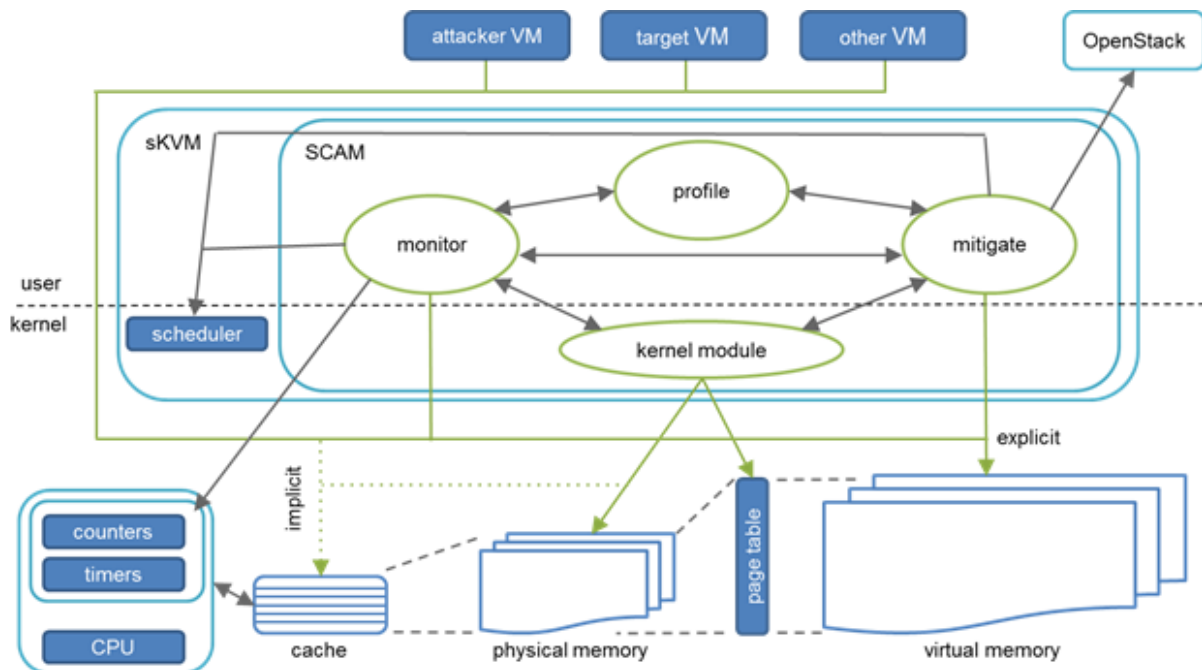 attacker VM
target VM
other VM
OpenStack
sKVM
SCAM
profile
monitor
mitigate
user
kernel
scheduler
kernel module
explicit
implicit
counters
timers
CPU
page table
cache
physical memory
virtual memory